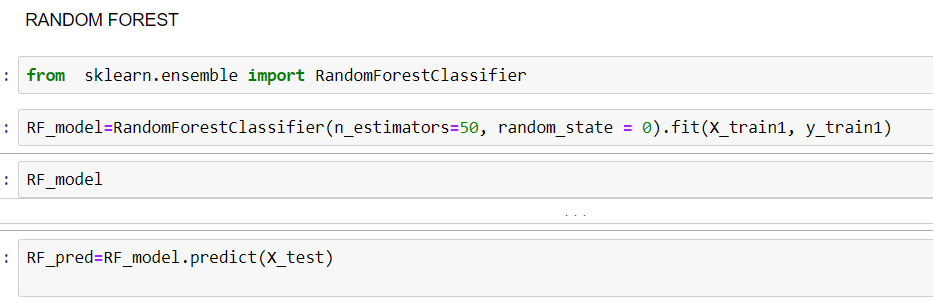 RANDOM FOREST
: from  sklearn.ensemble import RandomForestClassifier
: RF_model=RandomForestClassifier(n_estimators=50, random_state = 0).fit(X_train1, y_train1)
: RF_model
...
: RF_pred=RF_model.predict(X_test)